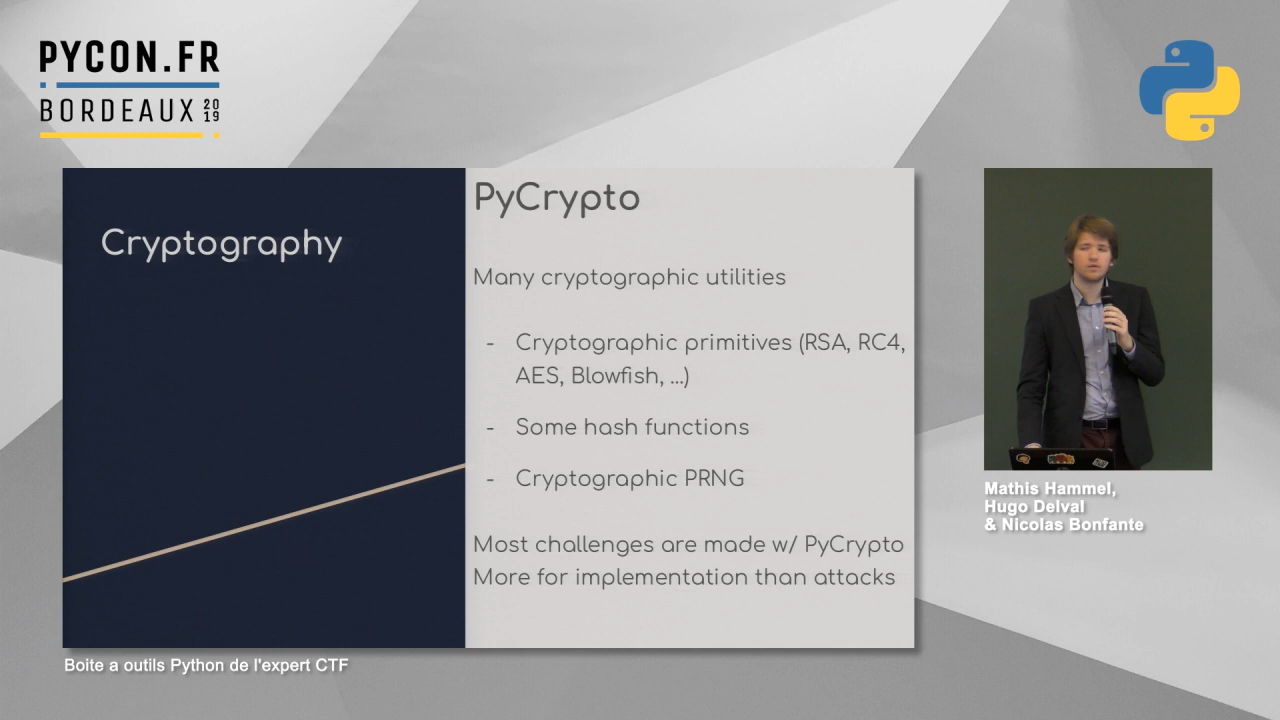 PYCON.FR
BORDEAUX 2019
Cryptography
PyCrypto
Many cryptographic utilities
- Cryptographic primitives (RSA, RC4,
AES, Blowfish, ...)
- Some hash functions
- Cryptographic PRNG
Most challenges are made w/ PyCrypto
More for implementation than attacks
Mathis Hammel,
Hugo Delval
& Nicolas Bonfante
Boite a outils Python de l'expert CTF